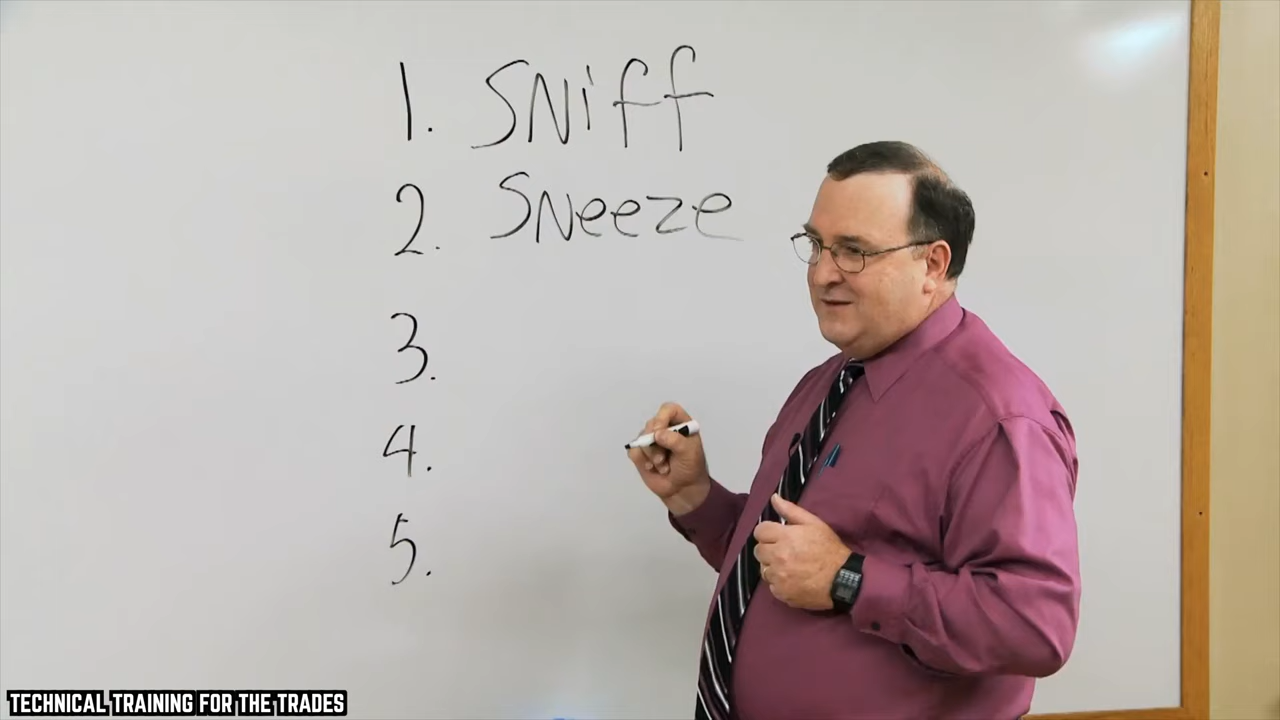 1. SNiff
2. SNeeze
3.
4.
5.
TECHNICAL TRAINING FOR THE TRADES